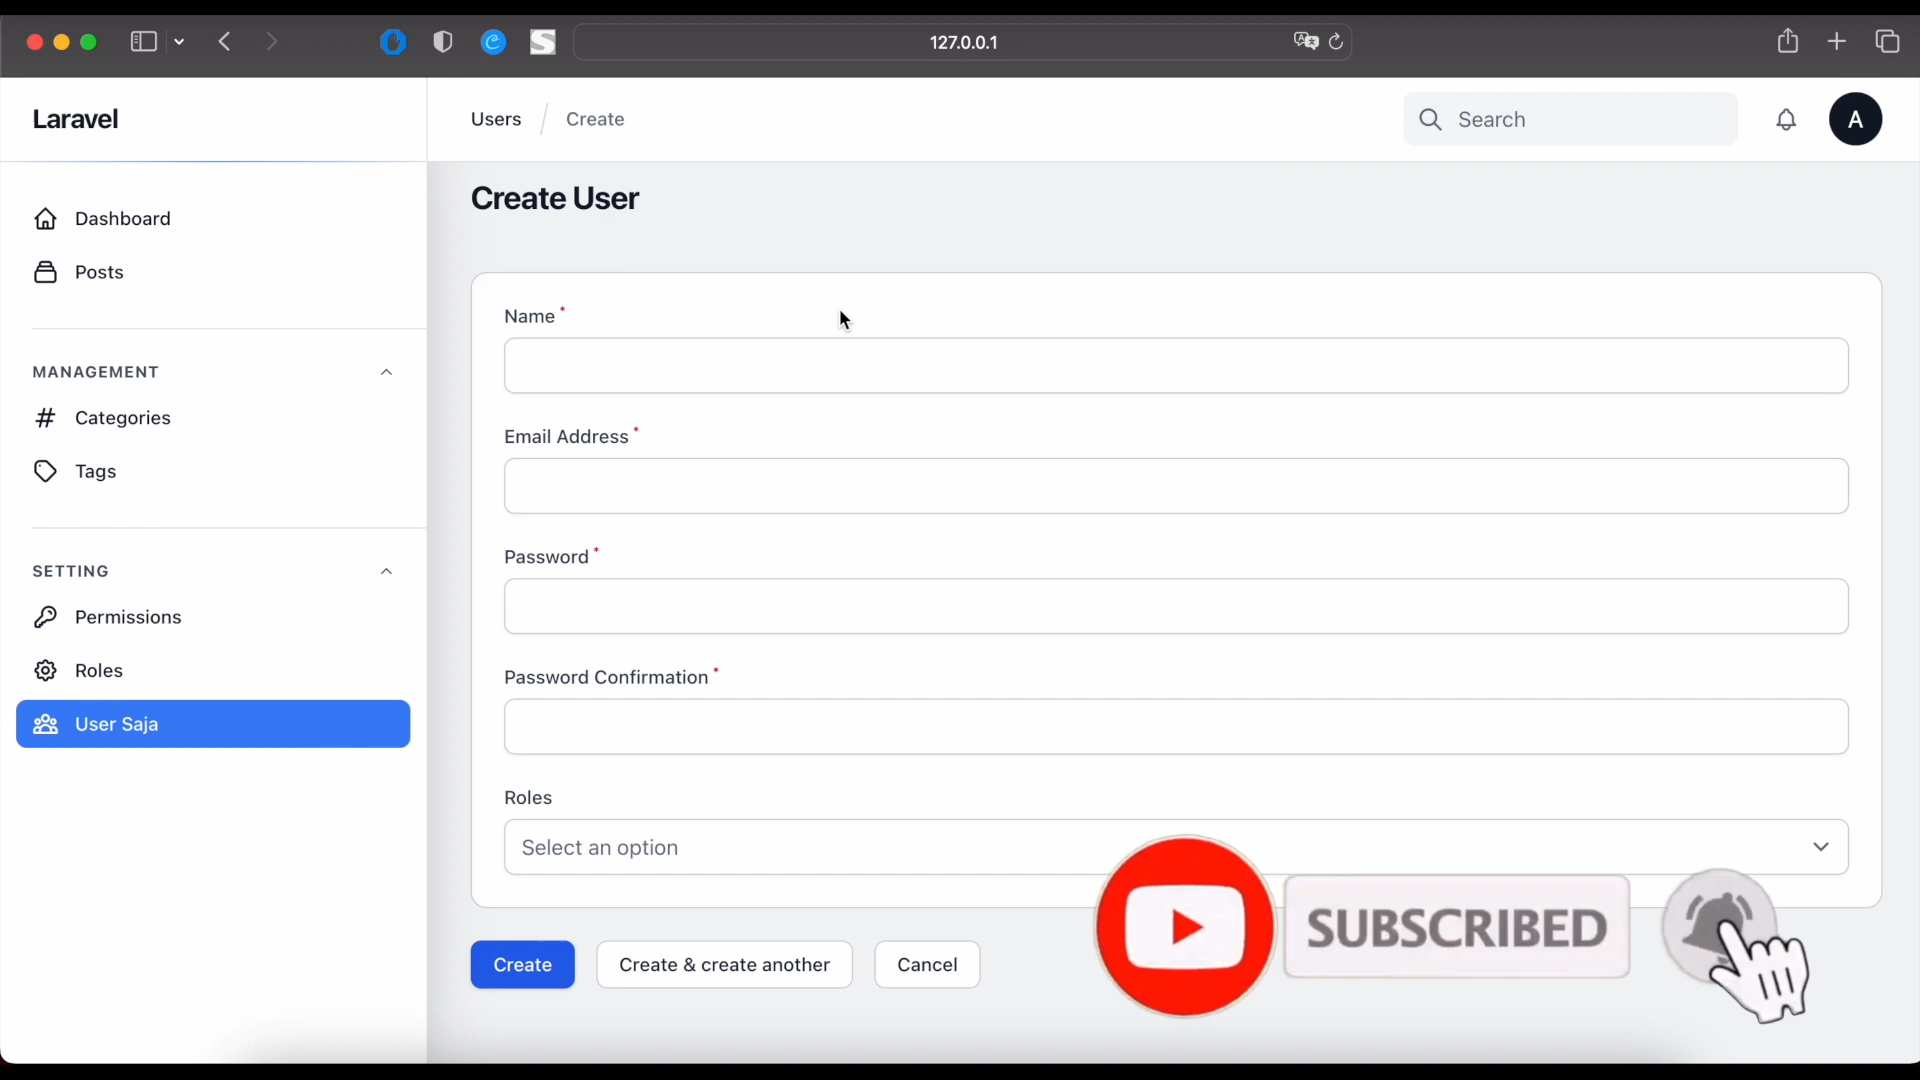 127.0.0.1
Laravel
Users / Create
Search
A
Dashboard
Posts
MANAGEMENT
Categories
Tags
SETTING
Permissions
Roles
User Saja
Create User
Name *
Email Address *
Password *
Password Confirmation *
Roles
Select an option
Create
Create & create another
Cancel
SUBSCRIBED